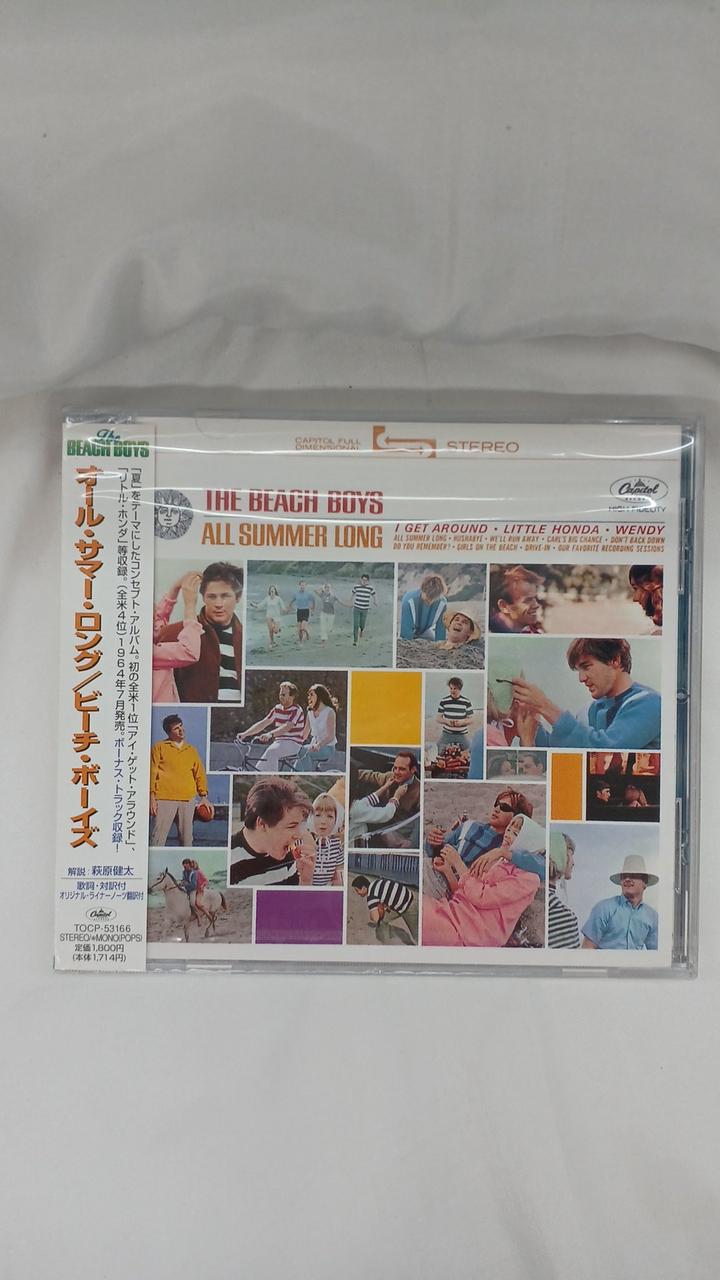 The
BEACH BOYS
オール・サマー・ロング／ビーチ・ボーイズ
「夏」をテーマにしたコンセプト・アルバム。初の全米1位「アイ・ゲット・アラウンド」、
「リトル・ホンダ」等収録。(全米4位)1964年7月発売。ボーナス・トラック収録！
解説：萩原健太
歌詞・対訳付
オリジナル・ライナーノーツ翻訳付
Capitol
TOCP-53166
STEREO/※MONO(POPS)
定価1,800円
(本体1,714円)
CAPITOL FULL
DIMENSIONAL
STEREO
THE BEACH BOYS
ALL SUMMER LONG
Capitol
HIGH FIDELITY
I GET AROUND • LITTLE HONDA • WENDY
ALL SUMMER LONG • HUSHABYE • WE'LL RUN AWAY • CARL'S BIG CHANCE • DON'T BACK DOWN
DO YOU REMEMBER? • GIRLS ON THE BEACH • DRIVE-IN • OUR FAVORITE RECORDING SESSIONS